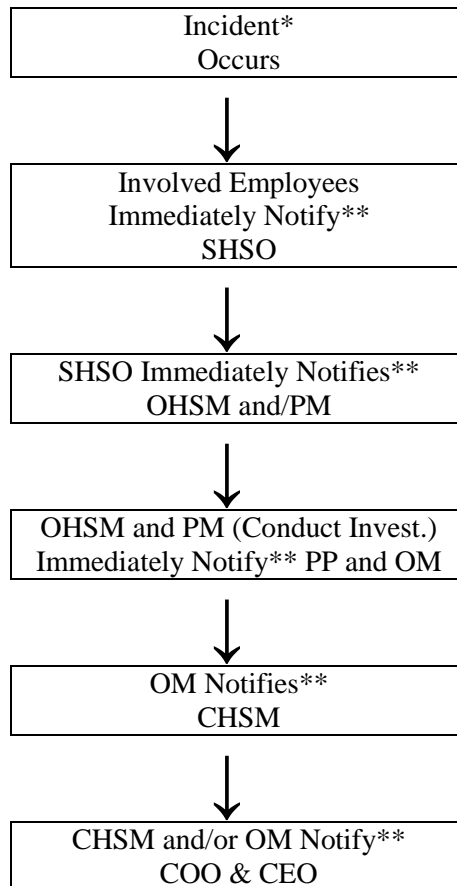 Incident*
Occurs
Involved Employees
Immediately Notify**
SHSO
SHSO Immediately Notifies**
OHSM and/PM
OHSM and PM (Conduct Invest.)
Immediately Notify** PP and OM
OM Notifies**
CHSM
CHSM and/or OM Notify**
COO & CEO